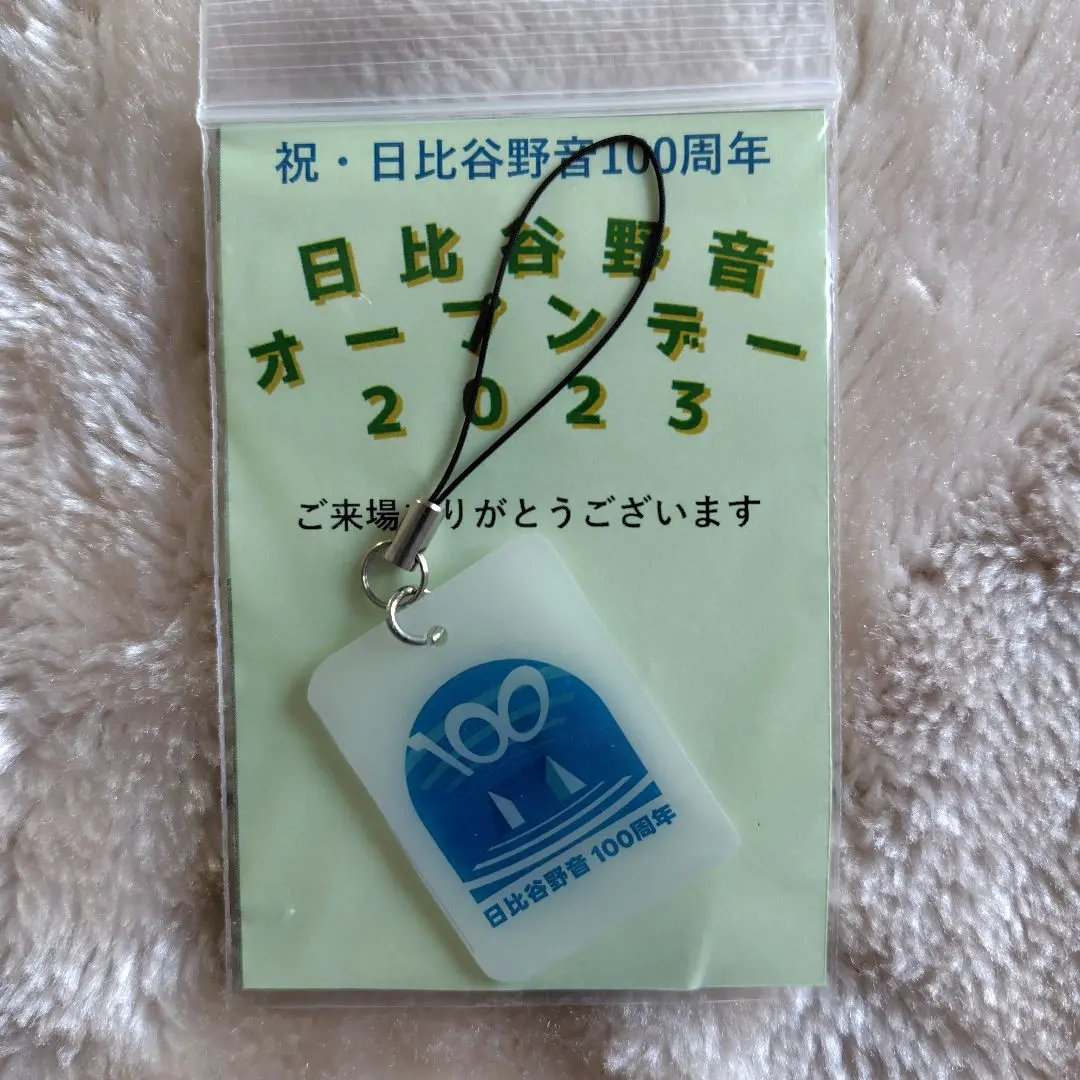 祝・日比谷野音100周年
日比谷野音
オープンデー
2023
ご来場ありがとうございます
100
日比谷野音 100周年